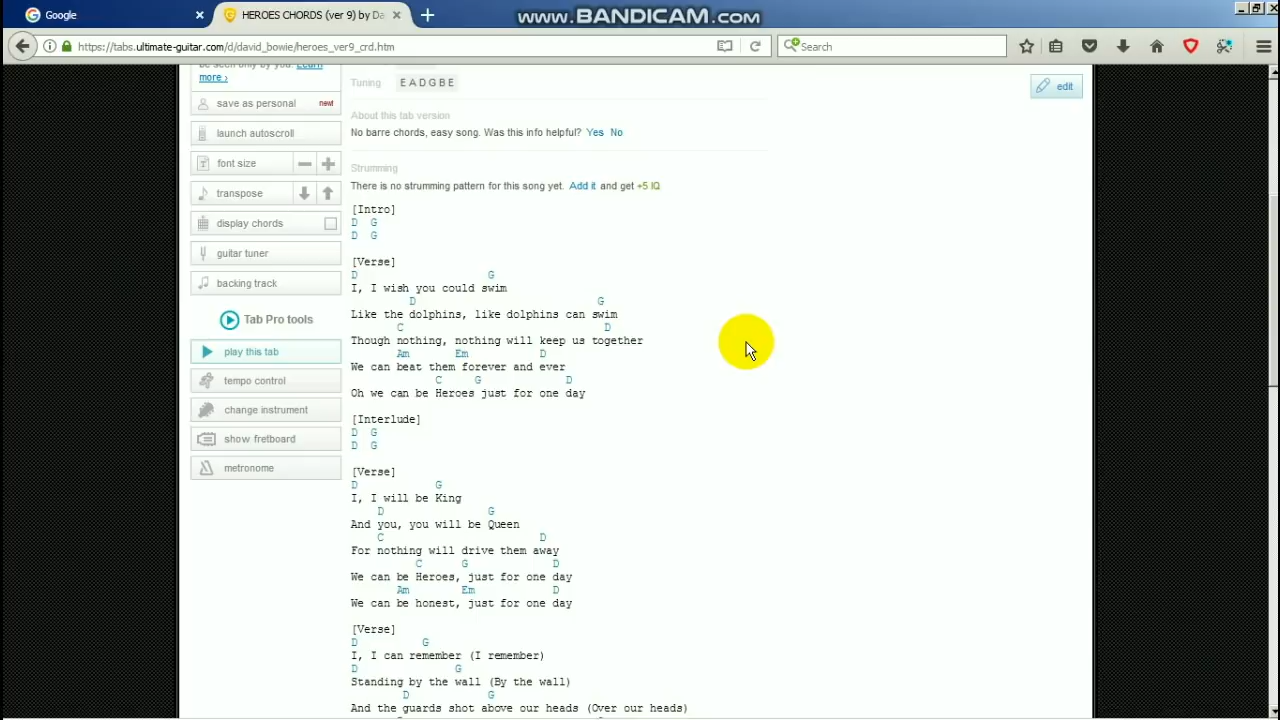 Google
HEROES CHORDS (ver 9) by Da
www.BANDICAM.com
https://tabs.ultimate-guitar.com/d/david_bowie/heroes_ver9_crd.htm
Search
be seen only by you. Learn
more ›
save as personal new!
launch autoscroll
font size
transpose
display chords
guitar tuner
backing track
Tab Pro tools
play this tab
tempo control
change instrument
show fretboard
metronome
Tuning E A D G B E
edit
About this tab version
No barre chords, easy song. Was this info helpful? Yes No
Strumming
There is no strumming pattern for this song yet. Add it and get +5 IQ
[Intro]
D G
D G
[Verse]
D G
I, I wish you could swim
D G
Like the dolphins, like dolphins can swim
C D
Though nothing, nothing will keep us together
Am Em D
We can beat them forever and ever
C G D
Oh we can be Heroes just for one day
[Interlude]
D G
D G
[Verse]
D G
I, I will be King
D G
And you, you will be Queen
C D
For nothing will drive them away
C G D
We can be Heroes, just for one day
Am Em D
We can be honest, just for one day
[Verse]
D G
I, I can remember (I remember)
D G
Standing by the wall (By the wall)
D G
And the guards shot above our heads (Over our heads)